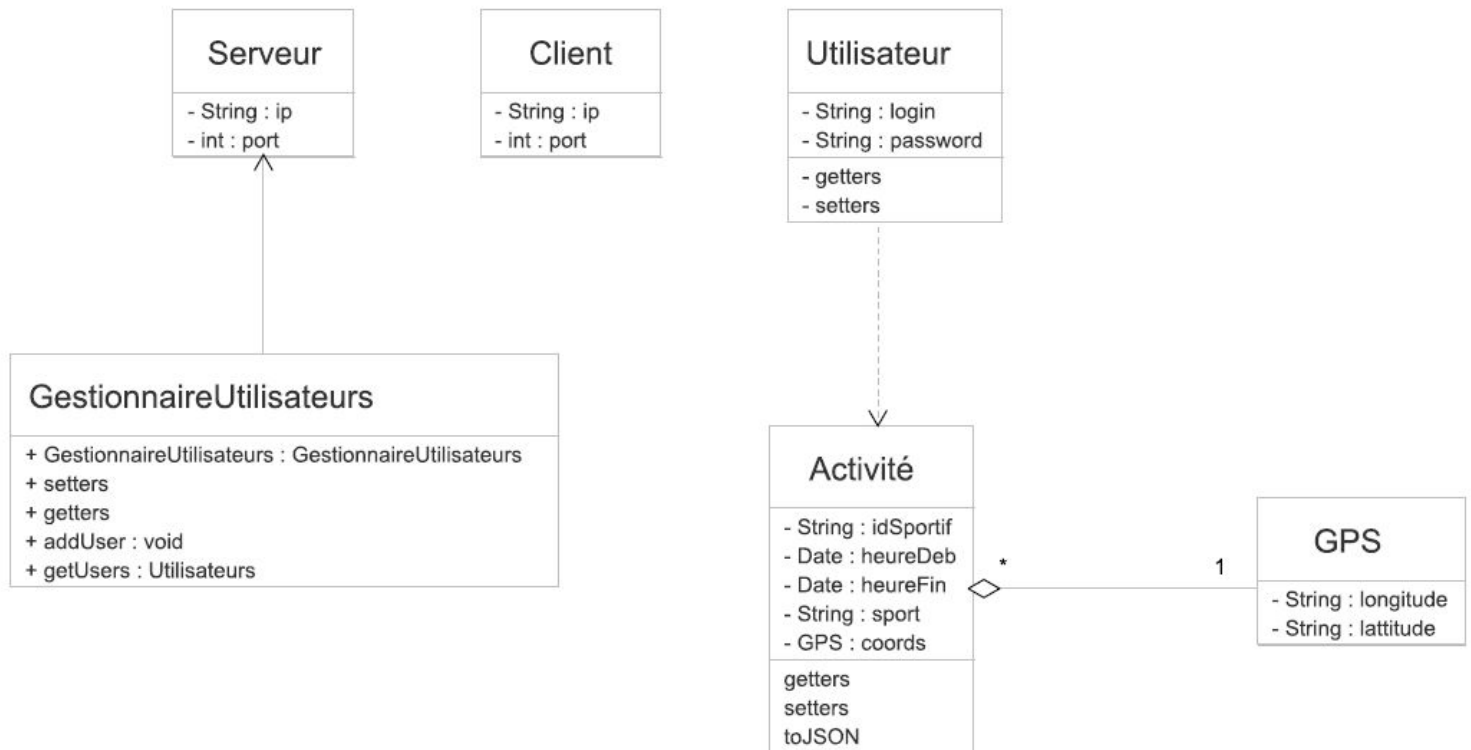 Serveur
- String : ip
- int : port
Client
- String : ip
- int : port
Utilisateur
- String : login
- String : password
- getters
- setters
GestionnaireUtilisateurs
+ GestionnaireUtilisateurs : GestionnaireUtilisateurs
+ setters
+ getters
+ addUser : void
+ getUsers : Utilisateurs
Activité
- String : idSportif
- Date : heureDeb
- Date : heureFin
- String : sport
- GPS : coords
getters
setters
toJSON
* 1
GPS
- String : longitude
- String : lattitude